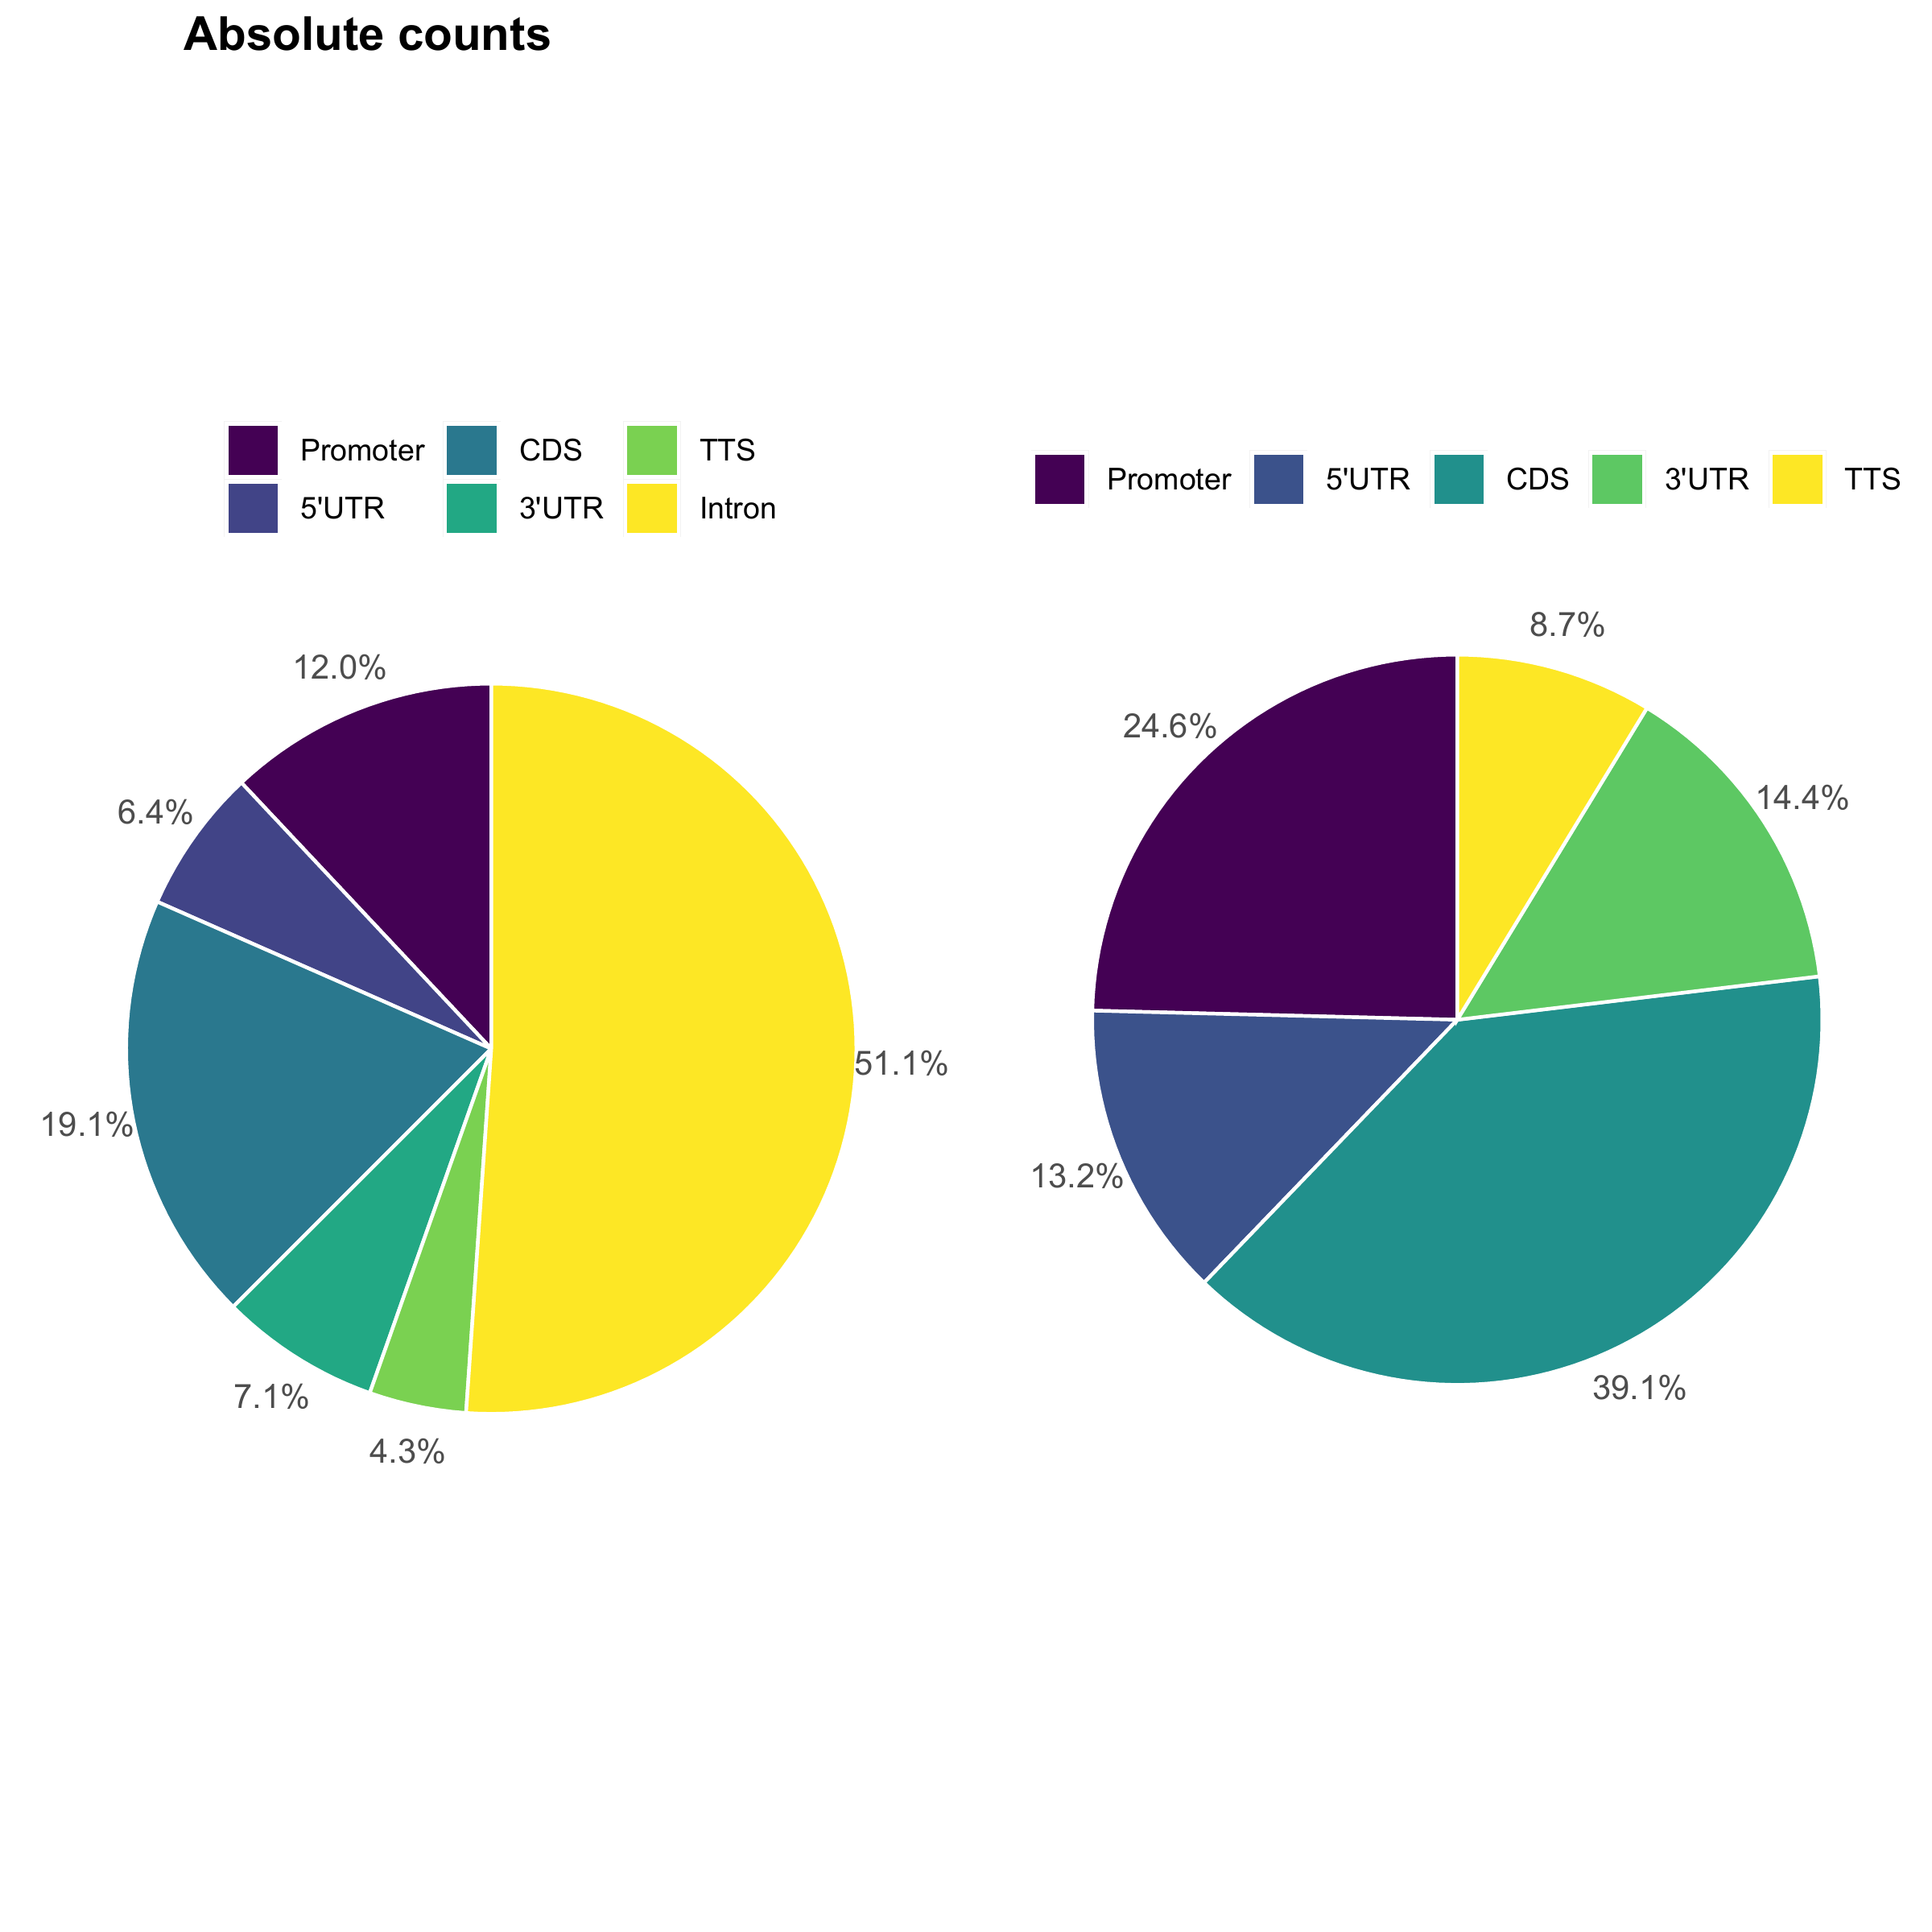 Absolute counts
Promoter CDS TTS
5'UTR 3'UTR Intron
12.0%
6.4%
51.1%
19.1%
7.1%
4.3%
Promoter 5'UTR CDS 3'UTR TTS
8.7%
24.6%
14.4%
13.2%
39.1%